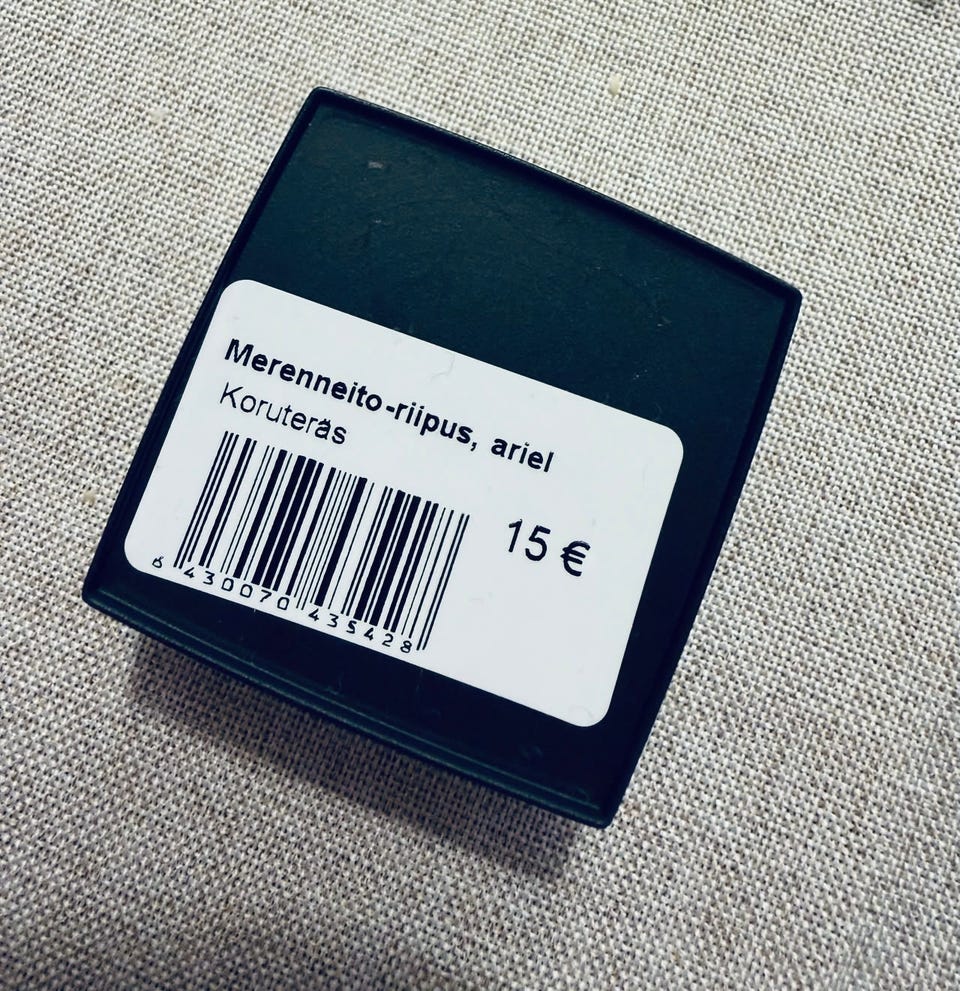 Merenneito-riipus, ariel
Koruteräs
15 €
6 430070 435428